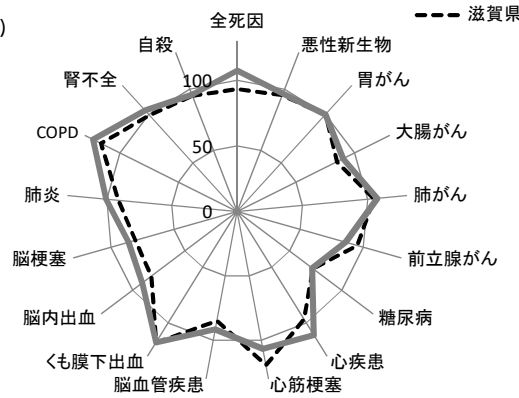 )
滋賀県
全死因
悪性新生物
胃がん
大腸がん
肺がん
前立腺がん
糖尿病
心疾患
心筋梗塞
脳血管疾患
くも膜下出血
脳内出血
脳梗塞
肺炎
COPD
腎不全
自殺
100
50
0